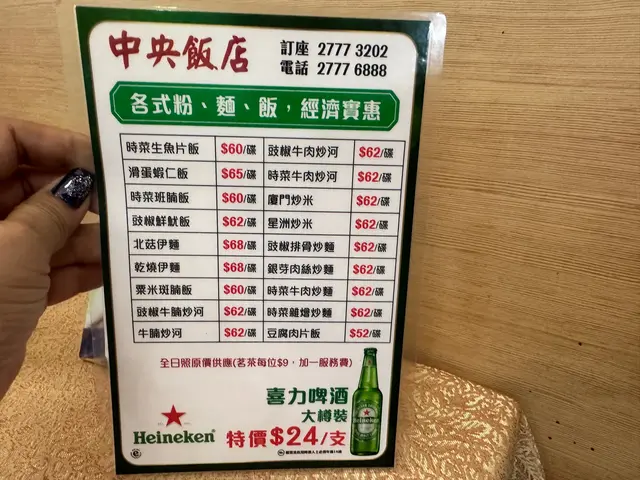 中央飯店
訂座 2777 3202
電話 2777 6888
各式粉、麵、飯，經濟實惠
時菜生魚片飯 $60/碟 豉椒牛肉炒河 $62/碟
滑蛋蝦仁飯 $65/碟 時菜牛肉炒河 $62/碟
時菜班腩飯 $60/碟 廈門炒米 $62/碟
豉椒鮮魷飯 $62/碟 星洲炒米 $62/碟
北菇伊麵 $68/碟 豉椒排骨炒麵 $62/碟
乾燒伊麵 $68/碟 銀芽肉絲炒麵 $62/碟
粟米斑腩飯 $60/碟 時菜牛肉炒麵 $62/碟
豉椒牛腩炒河 $62/碟 時菜雜燴炒麵 $62/碟
牛腩炒河 $62/碟 豆腐肉片飯 $52/碟
全日照原價供應(茗茶每位$9，加一服務費)
喜力啤酒
大樽裝
Heineken
特價$24/支
Heineken